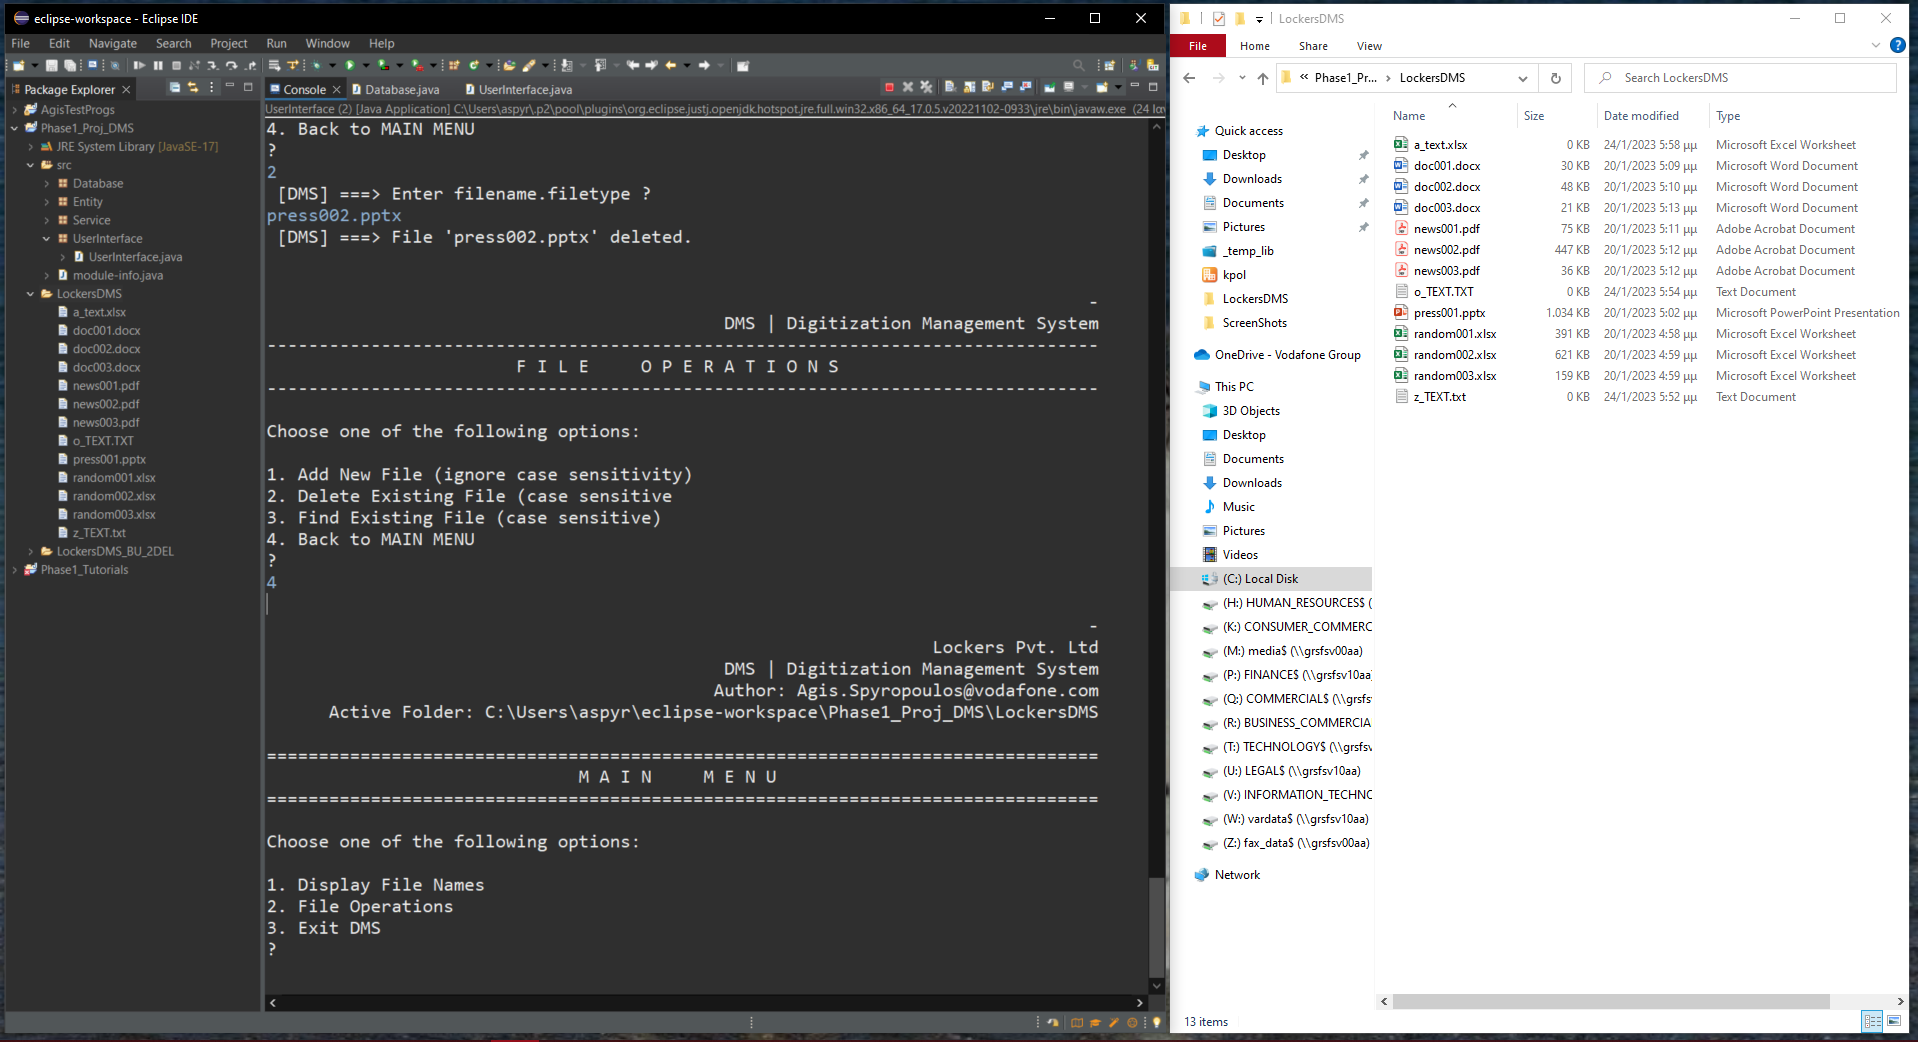 eclipse-workspace - Eclipse IDE
File Edit Navigate Search Project Run Window Help
Package Explorer
AgisTestProgs
Phase1_Proj_DMS
JRE System Library [JavaSE-17]
src
Database
Entity
Service
UserInterface
UserInterface.java
module-info.java
LockersDMS
a_text.xlsx
doc001.docx
doc002.docx
doc003.docx
news001.pdf
news002.pdf
news003.pdf
o_TEXT.TXT
press001.pptx
random001.xlsx
random002.xlsx
random003.xlsx
z_TEXT.txt
LockersDMS_BU_2DEL
Phase1_Tutorials
Console Database.java UserInterface.java
UserInterface (2) [Java Application] C:\Users\aspyr\.p2\pool\plugins\org.eclipse.justj.openjdk.hotspot.jre.full.win32.x86_64_17.0.5.v20221102-0933\jre\bin\javaw.exe (24 Ιαν
4. Back to MAIN MENU
?
2
[DMS] ===> Enter filename.filetype ?
press002.pptx
[DMS] ===> File 'press002.pptx' deleted.
-
DMS | Digitization Management System
--------------------------------------------------------------------------------
F I L E     O P E R A T I O N S
--------------------------------------------------------------------------------
Choose one of the following options:
1. Add New File (ignore case sensitivity)
2. Delete Existing File (case sensitive
3. Find Existing File (case sensitive)
4. Back to MAIN MENU
?
4
-
Lockers Pvt. Ltd
DMS | Digitization Management System
Author: Agis.Spyropoulos@vodafone.com
Active Folder: C:\Users\aspyr\eclipse-workspace\Phase1_Proj_DMS\LockersDMS
================================================================================
M A I N     M E N U
================================================================================
Choose one of the following options:
1. Display File Names
2. File Operations
3. Exit DMS
?
LockersDMS
File Home Share View
« Phase1_Pr... › LockersDMS
Search LockersDMS
Quick access
Desktop
Downloads
Documents
Pictures
_temp_lib
kpol
LockersDMS
ScreenShots
OneDrive - Vodafone Group
This PC
3D Objects
Desktop
Documents
Downloads
Music
Pictures
Videos
(C:) Local Disk
(H:) HUMAN_RESOURCES$ (
(K:) CONSUMER_COMMERC
(M:) media$ (\\grsfsv00aa)
(P:) FINANCE$ (\\grsfsv10aa)
(Q:) COMMERCIAL$ (\\grsfs
(R:) BUSINESS_COMMERCIA
(T:) TECHNOLOGY$ (\\grsfsv
(U:) LEGAL$ (\\grsfsv10aa)
(V:) INFORMATION_TECHNO
(W:) vardata$ (\\grsfsv10aa)
(Z:) fax_data$ (\\grsfsv00aa)
Network
Name Size Date modified Type
a_text.xlsx 0 KB 24/1/2023 5:58 μμ Microsoft Excel Worksheet
doc001.docx 30 KB 20/1/2023 5:09 μμ Microsoft Word Document
doc002.docx 48 KB 20/1/2023 5:10 μμ Microsoft Word Document
doc003.docx 21 KB 20/1/2023 5:13 μμ Microsoft Word Document
news001.pdf 75 KB 20/1/2023 5:11 μμ Adobe Acrobat Document
news002.pdf 447 KB 20/1/2023 5:12 μμ Adobe Acrobat Document
news003.pdf 36 KB 20/1/2023 5:12 μμ Adobe Acrobat Document
o_TEXT.TXT 0 KB 24/1/2023 5:54 μμ Text Document
press001.pptx 1.034 KB 20/1/2023 5:02 μμ Microsoft PowerPoint Presentation
random001.xlsx 391 KB 20/1/2023 4:58 μμ Microsoft Excel Worksheet
random002.xlsx 621 KB 20/1/2023 4:59 μμ Microsoft Excel Worksheet
random003.xlsx 159 KB 20/1/2023 4:59 μμ Microsoft Excel Worksheet
z_TEXT.txt 0 KB 24/1/2023 5:52 μμ Text Document
13 items